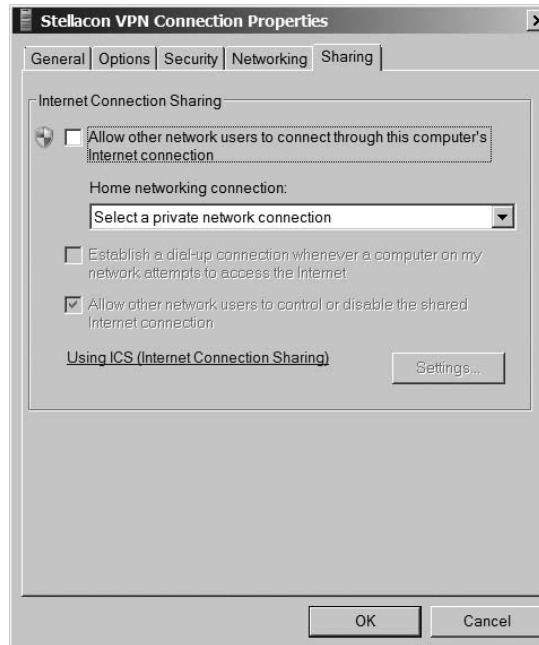 Stellacon VPN Connection Properties
General Options Security Networking Sharing
Internet Connection Sharing
Allow other network users to connect through this computer's
Internet connection
Home networking connection:
Select a private network connection
Establish a dial-up connection whenever a computer on my
network attempts to access the Internet
Allow other network users to control or disable the shared
Internet connection
Using ICS (Internet Connection Sharing)
Settings...
OK Cancel